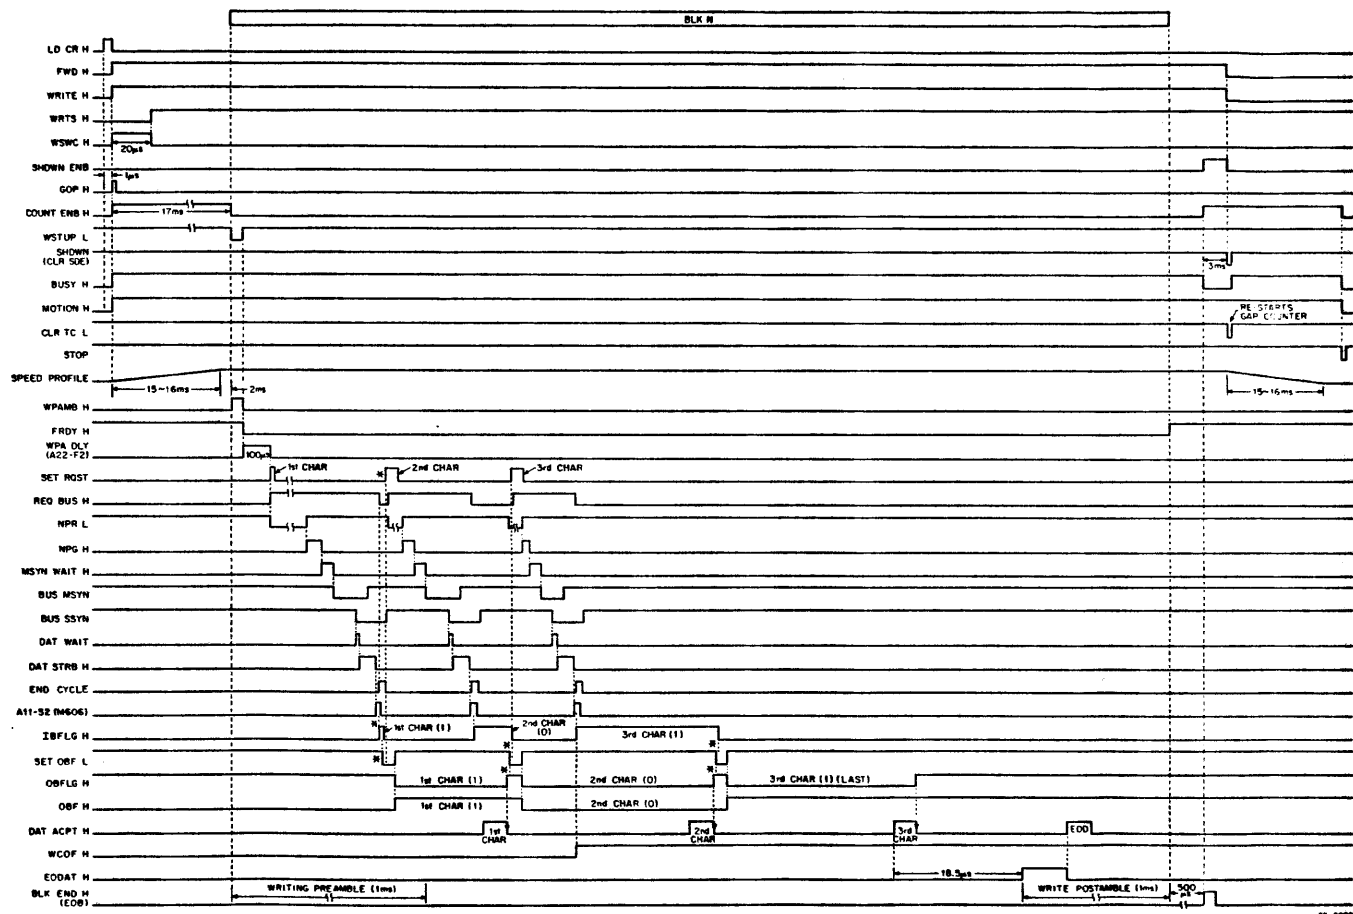 BLK N
LD CR H
FWD H
WRITE H
WRTS H
WSWC H
20µs
SHDWN ENB
1µs
GOP H
COUNT ENB H
17ms
WSTUP L
SHDWN
(CLR SDE)
3ms
BUSY H
MOTION H
RE-STARTS
GAP COUNTER
CLR TC L
STOP
SPEED PROFILE
15~16ms
2ms
15~16ms
WPAMB H
FRDY H
WPA DLY
(A22-F2)
100µs
SET RQST
1st CHAR
* 2nd CHAR
3rd CHAR
REQ BUS H
NPR L
NPG H
MSYN WAIT H
BUS MSYN
BUS SSYN
DAT WAIT
DAT STRB H
END CYCLE
A11-S2 (M606)
IBFLG H
* 1st CHAR (1)
2nd CHAR
(0)
3rd CHAR (1)
SET OBF L
* * *
OBFLG H
1st CHAR (1)
* 2nd CHAR (0)
* 3rd CHAR (1) (LAST)
OBF H
1st CHAR (1)
2nd CHAR (0)
DAT ACPT H
1st
CHAR
2nd
CHAR
3rd
CHAR
EOD
WCOF H
EODAT H
18.5µs
BLK END H
(EOB)
WRITING PREAMBLE (1ms)
WRITE POSTAMBLE (1ms)
500
µs